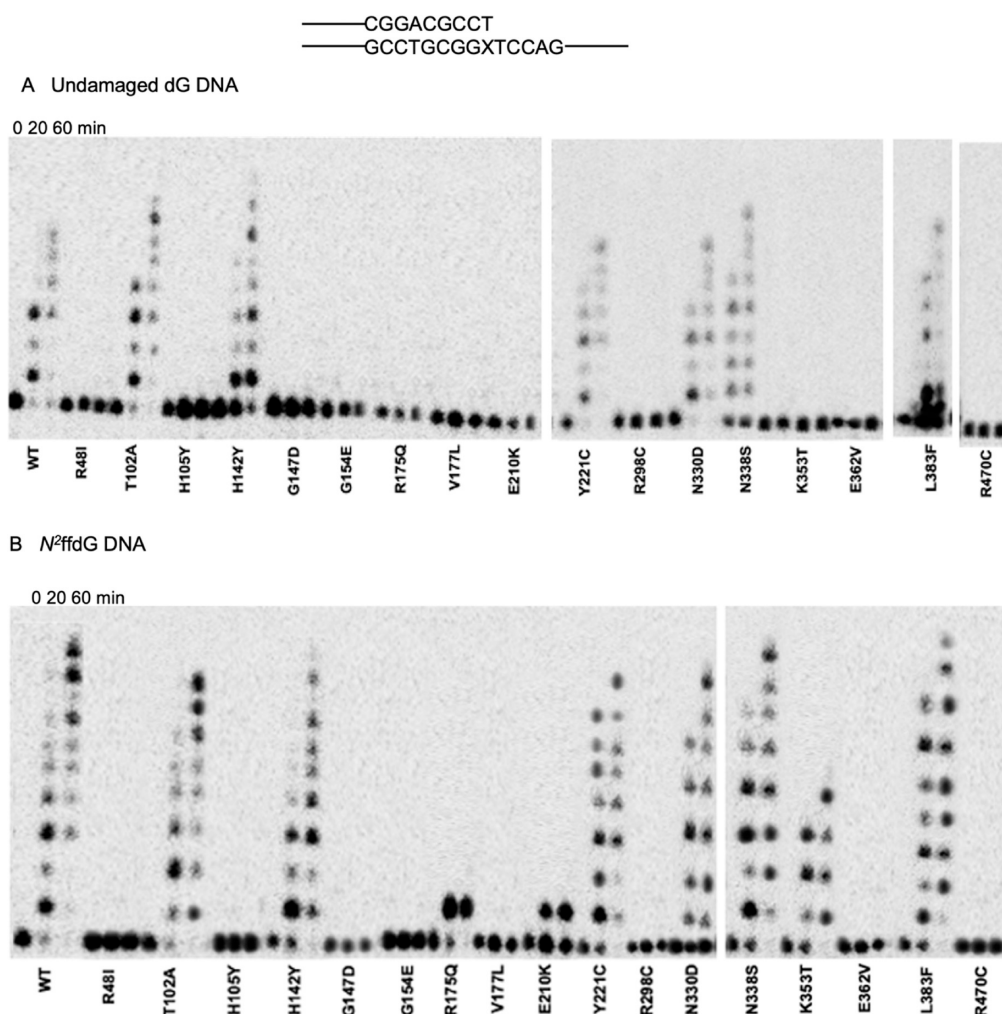 CGGACGCCT
GCCTGCGGXTCCAG
A Undamaged dG DNA
0 20 60 min
WT
R48I
T102A
H105Y
H142Y
G147D
G154E
R175Q
V177L
E210K
Y221C
R298C
N330D
N338S
K353T
E362V
L383F
R470C
B N²ffdG DNA
0 20 60 min
WT
R48I
T102A
H105Y
H142Y
G147D
G154E
R175Q
V177L
E210K
Y221C
R298C
N330D
N338S
K353T
E362V
L383F
R470C